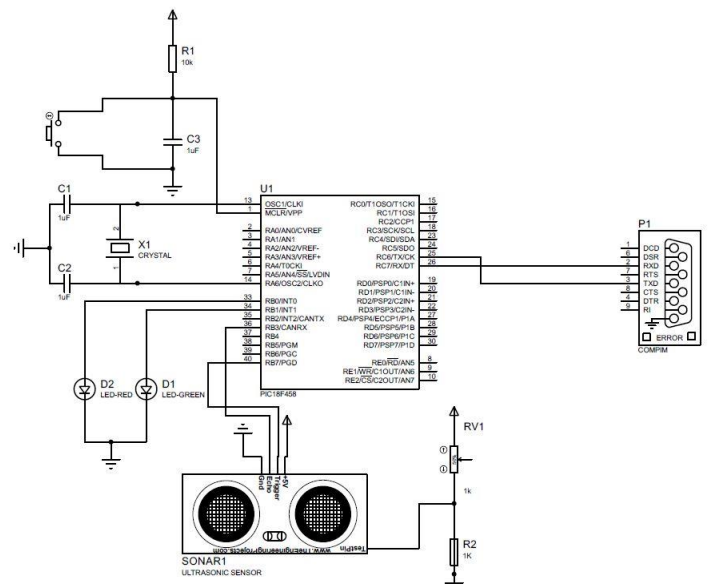 R1
10k
C3
1uF
C1
1uF
X1
CRYSTAL
2
1
C2
1uF
U1
13 OSC1/CLKI
1 MCLR/VPP
2 RA0/AN0/CVREF
3 RA1/AN1
4 RA2/AN2/VREF-
5 RA3/AN3/VREF+
6 RA4/T0CKI
7 RA5/AN4/SS/LVDIN
14 RA6/OSC2/CLKO
33 RB0/INT0
34 RB1/INT1
35 RB2/INT2/CANTX
36 RB3/CANRX
37 RB4
38 RB5/PGM
39 RB6/PGC
40 RB7/PGD
RC0/T1OSO/T1CKI 15
RC1/T1OSI 16
RC2/CCP1 17
RC3/SCK/SCL 18
RC4/SDI/SDA 23
RC5/SDO 24
RC6/TX/CK 25
RC7/RX/DT 26
RD0/PSP0/C1IN+ 19
RD1/PSP1/C1IN- 20
RD2/PSP2/C2IN+ 21
RD3/PSP3/C2IN- 22
RD4/PSP4/ECCP1/P1A 27
RD5/PSP5/P1B 28
RD6/PSP6/P1C 29
RD7/PSP7/P1D 30
RE0/RD/AN5 8
RE1/WR/C1OUT/AN6 9
RE2/CS/C2OUT/AN7 10
PIC18F458
P1
1 DCD
6 DSR
2 RXD
7 RTS
3 TXD
8 CTS
4 DTR
9 RI
ERROR
COMPIM
D2
LED-RED
D1
LED-GREEN
Gnd
Echo
Trigger
+5V
TestPin
www.TheEngineeringProjects.com
SONAR1
ULTRASONIC SENSOR
RV1
1k
R2
1K